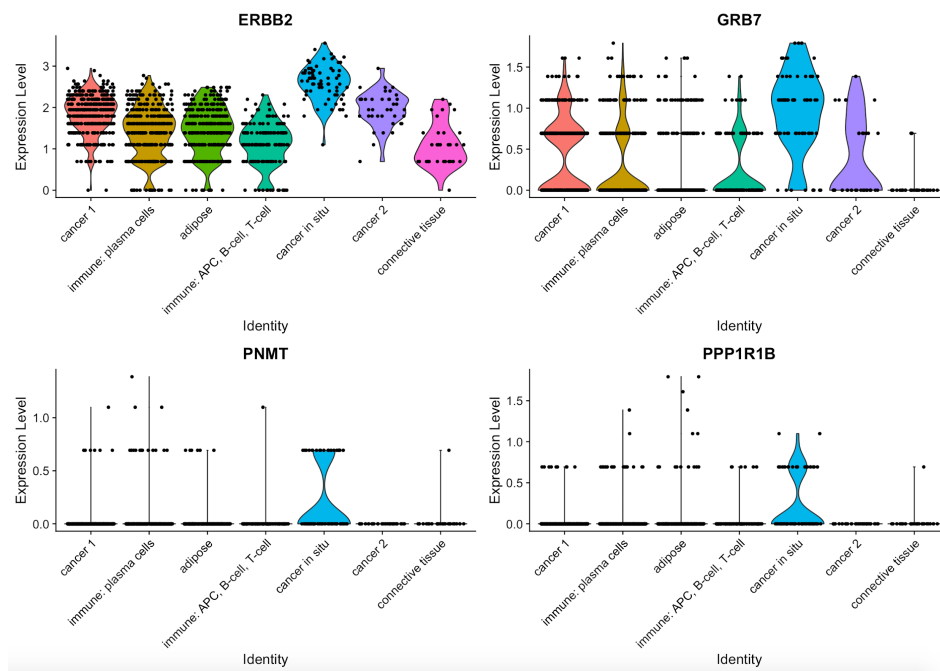 ERBB2
Expression Level
3
2
1
0
cancer 1
immune: plasma cells
adipose
immune: APC, B-cell, T-cell
cancer in situ
cancer 2
connective tissue
Identity
GRB7
Expression Level
1.5
1.0
0.5
0.0
cancer 1
immune: plasma cells
adipose
immune: APC, B-cell, T-cell
cancer in situ
cancer 2
connective tissue
Identity
PNMT
Expression Level
1.0
0.5
0.0
cancer 1
immune: plasma cells
adipose
immune: APC, B-cell, T-cell
cancer in situ
cancer 2
connective tissue
Identity
PPP1R1B
Expression Level
1.5
1.0
0.5
0.0
cancer 1
immune: plasma cells
adipose
immune: APC, B-cell, T-cell
cancer in situ
cancer 2
connective tissue
Identity